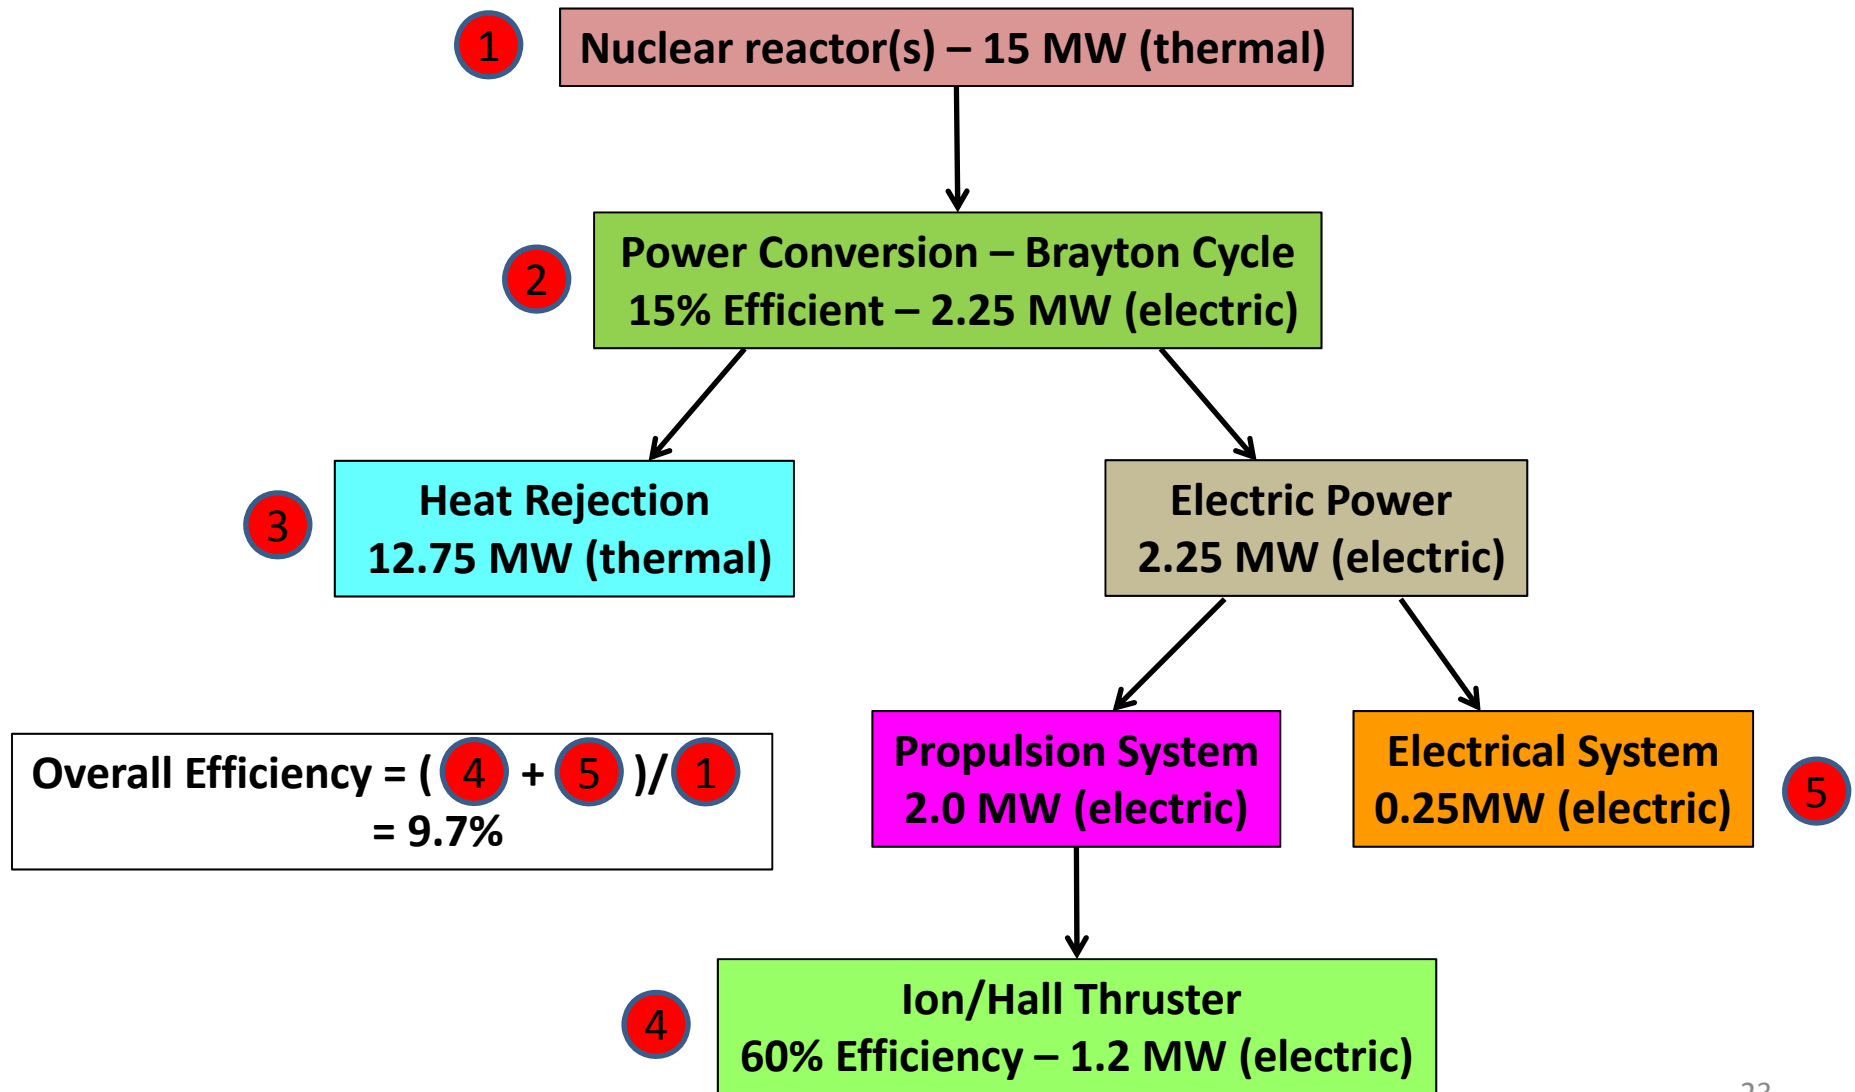 1
Nuclear reactor(s) – 15 MW (thermal)
2
Power Conversion – Brayton Cycle
15% Efficient – 2.25 MW (electric)
3
Heat Rejection
12.75 MW (thermal)
Electric Power
2.25 MW (electric)
Overall Efficiency = ( 4 + 5 )/ 1
= 9.7%
Propulsion System
2.0 MW (electric)
Electrical System
0.25MW (electric)
5
4
Ion/Hall Thruster
60% Efficiency – 1.2 MW (electric)